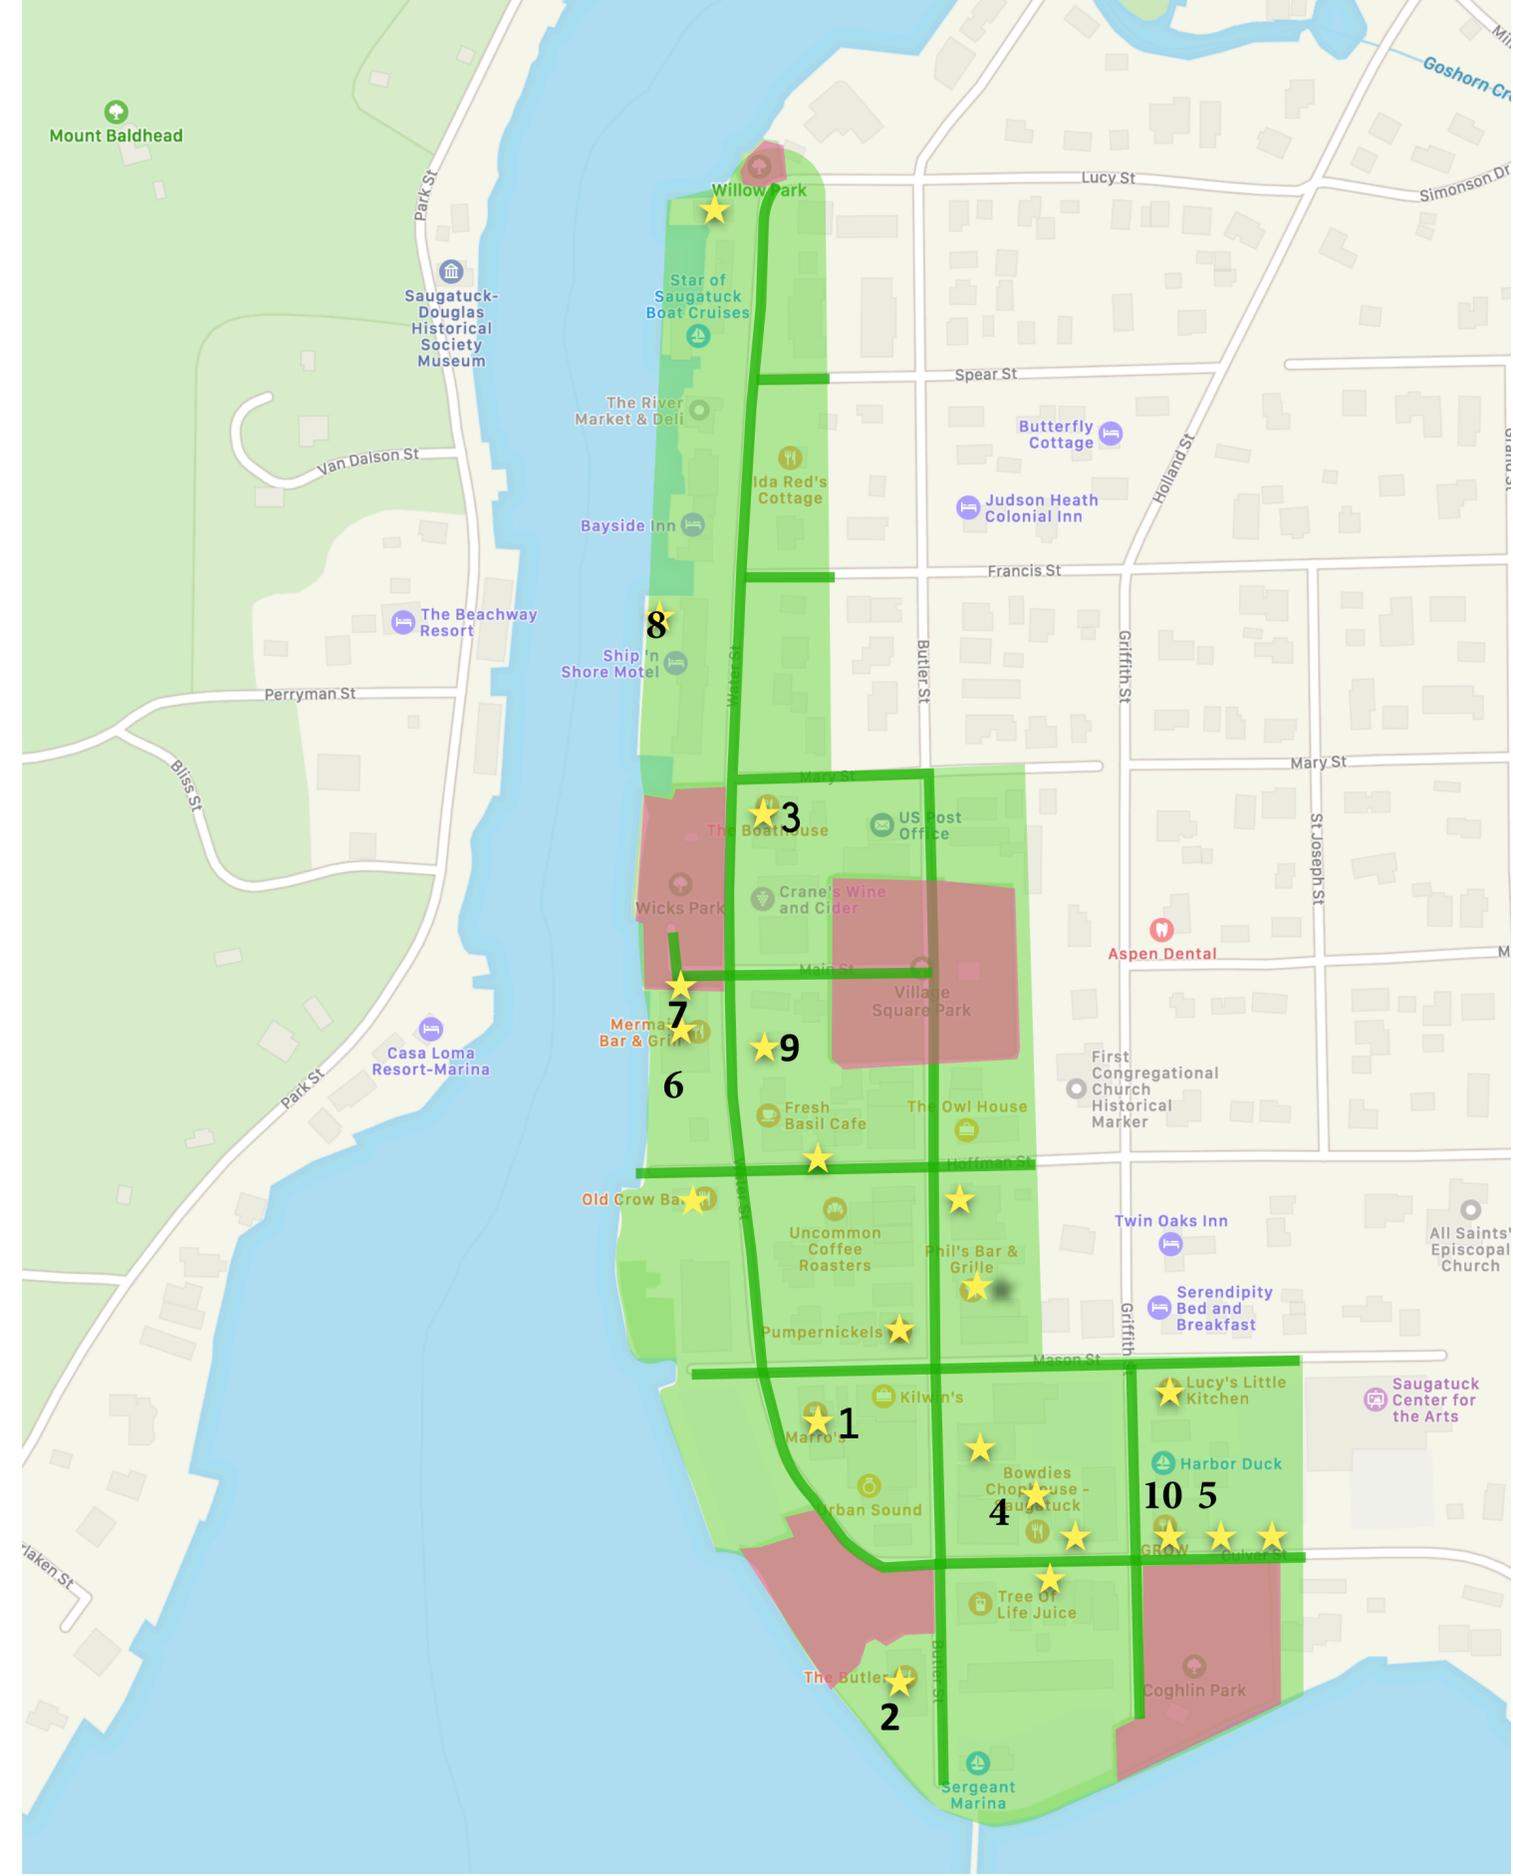 Goshorn Cr
Mount Baldhead
Park St
Lucy St
Simonson Dr
Willow Park
Saugatuck-
Douglas
Historical
Society
Museum
Star of
Saugatuck
Boat Cruises
Spear St
The River
Market & Deli
Butterfly
Cottage
Holland St
Van Dalson St
Ida Red's
Cottage
Judson Heath
Colonial Inn
Bayside Inn
Francis St
The Beachway
Resort
8
Ship 'n
Shore Motel
Water St
Butler St
Griffith St
Perryman St
Bliss St
Mary St
Mary St
3
The Boathouse
US Post
Office
St Joseph St
Wicks Park
Crane's Wine
and Cider
Aspen Dental
Main St
M
Village
Square Park
7
Mermaid
Bar & Grill
9
Casa Loma
Resort-Marina
6
First
Congregational
Church
Historical
Marker
Park St
Fresh
Basil Cafe
The Owl House
Hoffman St
Water St
Old Crow Bar
Uncommon
Coffee
Roasters
Twin Oaks Inn
All Saints'
Episcopal
Church
Phil's Bar &
Grille
Serendipity
Bed and
Breakfast
Griffith St
Pumpernickels
Mason St
Kilwin's
Lucy's Little
Kitchen
Saugatuck
Center for
the Arts
1
Marro's
Harbor Duck
Bowdies
Chophouse -
Saugatuck
10 5
4
Urban Sound
GROW
Culver St
rlaken St
Tree Of
Life Juice
The Butler
Butler St
Coghlin Park
2
Sergeant
Marina